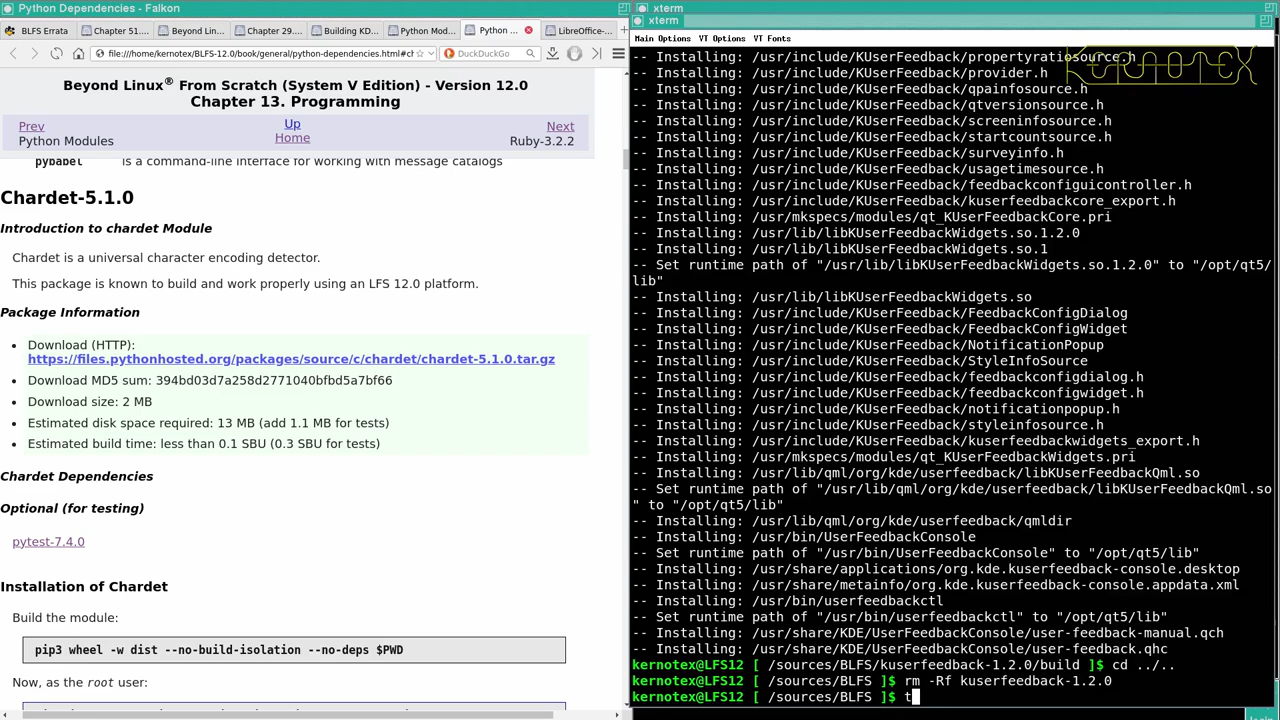 Python Dependencies - Falkon
BLFS Errata
Chapter 51....
Beyond Lin...
Chapter 29....
Building KD...
Python Mod...
Python ...
LibreOffice-...
file:///home/kernotex/BLFS-12.0/book/general/python-dependencies.html#ch
DuckDuckGo
Beyond Linux® From Scratch (System V Edition) - Version 12.0
Chapter 13. Programming
Prev
Up
Next
Python Modules
Home
Ruby-3.2.2
pybabel is a command-line interface for working with message catalogs
Chardet-5.1.0
Introduction to chardet Module
Chardet is a universal character encoding detector.
This package is known to build and work properly using an LFS 12.0 platform.
Package Information
• Download (HTTP):
https://files.pythonhosted.org/packages/source/c/chardet/chardet-5.1.0.tar.gz
• Download MD5 sum: 394bd03d7a258d2771040bfbd5a7bf66
• Download size: 2 MB
• Estimated disk space required: 13 MB (add 1.1 MB for tests)
• Estimated build time: less than 0.1 SBU (0.3 SBU for tests)
Chardet Dependencies
Optional (for testing)
pytest-7.4.0
Installation of Chardet
Build the module:
pip3 wheel -w dist --no-build-isolation --no-deps $PWD
Now, as the root user:
xterm
xterm
Main Options VT Options VT Fonts
KERNOTEX
-- Installing: /usr/include/KUserFeedback/propertyratiosource.h
-- Installing: /usr/include/KUserFeedback/provider.h
-- Installing: /usr/include/KUserFeedback/qpainfosource.h
-- Installing: /usr/include/KUserFeedback/qtversionsource.h
-- Installing: /usr/include/KUserFeedback/screeninfosource.h
-- Installing: /usr/include/KUserFeedback/startcountsource.h
-- Installing: /usr/include/KUserFeedback/surveyinfo.h
-- Installing: /usr/include/KUserFeedback/usagetimesource.h
-- Installing: /usr/include/KUserFeedback/feedbackconfiguicontroller.h
-- Installing: /usr/include/KUserFeedback/kuserfeedbackcore_export.h
-- Installing: /usr/mkspecs/modules/qt_KUserFeedbackCore.pri
-- Installing: /usr/lib/libKUserFeedbackWidgets.so.1.2.0
-- Installing: /usr/lib/libKUserFeedbackWidgets.so.1
-- Set runtime path of "/usr/lib/libKUserFeedbackWidgets.so.1.2.0" to "/opt/qt5/
lib"
-- Installing: /usr/lib/libKUserFeedbackWidgets.so
-- Installing: /usr/include/KUserFeedback/FeedbackConfigDialog
-- Installing: /usr/include/KUserFeedback/FeedbackConfigWidget
-- Installing: /usr/include/KUserFeedback/NotificationPopup
-- Installing: /usr/include/KUserFeedback/StyleInfoSource
-- Installing: /usr/include/KUserFeedback/feedbackconfigdialog.h
-- Installing: /usr/include/KUserFeedback/feedbackconfigwidget.h
-- Installing: /usr/include/KUserFeedback/notificationpopup.h
-- Installing: /usr/include/KUserFeedback/styleinfosource.h
-- Installing: /usr/include/KUserFeedback/kuserfeedbackwidgets_export.h
-- Installing: /usr/mkspecs/modules/qt_KUserFeedbackWidgets.pri
-- Installing: /usr/lib/qml/org/kde/userfeedback/libKUserFeedbackQml.so
-- Set runtime path of "/usr/lib/qml/org/kde/userfeedback/libKUserFeedbackQml.so
" to "/opt/qt5/lib"
-- Installing: /usr/lib/qml/org/kde/userfeedback/qmldir
-- Installing: /usr/bin/UserFeedbackConsole
-- Set runtime path of "/usr/bin/UserFeedbackConsole" to "/opt/qt5/lib"
-- Installing: /usr/share/applications/org.kde.kuserfeedback-console.desktop
-- Installing: /usr/share/metainfo/org.kde.kuserfeedback-console.appdata.xml
-- Installing: /usr/bin/userfeedbackctl
-- Set runtime path of "/usr/bin/userfeedbackctl" to "/opt/qt5/lib"
-- Installing: /usr/share/KDE/UserFeedbackConsole/user-feedback-manual.qch
-- Installing: /usr/share/KDE/UserFeedbackConsole/user-feedback.qhc
kernotex@LFS12 [ /sources/BLFS/kuserfeedback-1.2.0/build ]$ cd ../..
kernotex@LFS12 [ /sources/BLFS ]$ rm -Rf kuserfeedback-1.2.0
kernotex@LFS12 [ /sources/BLFS ]$ t